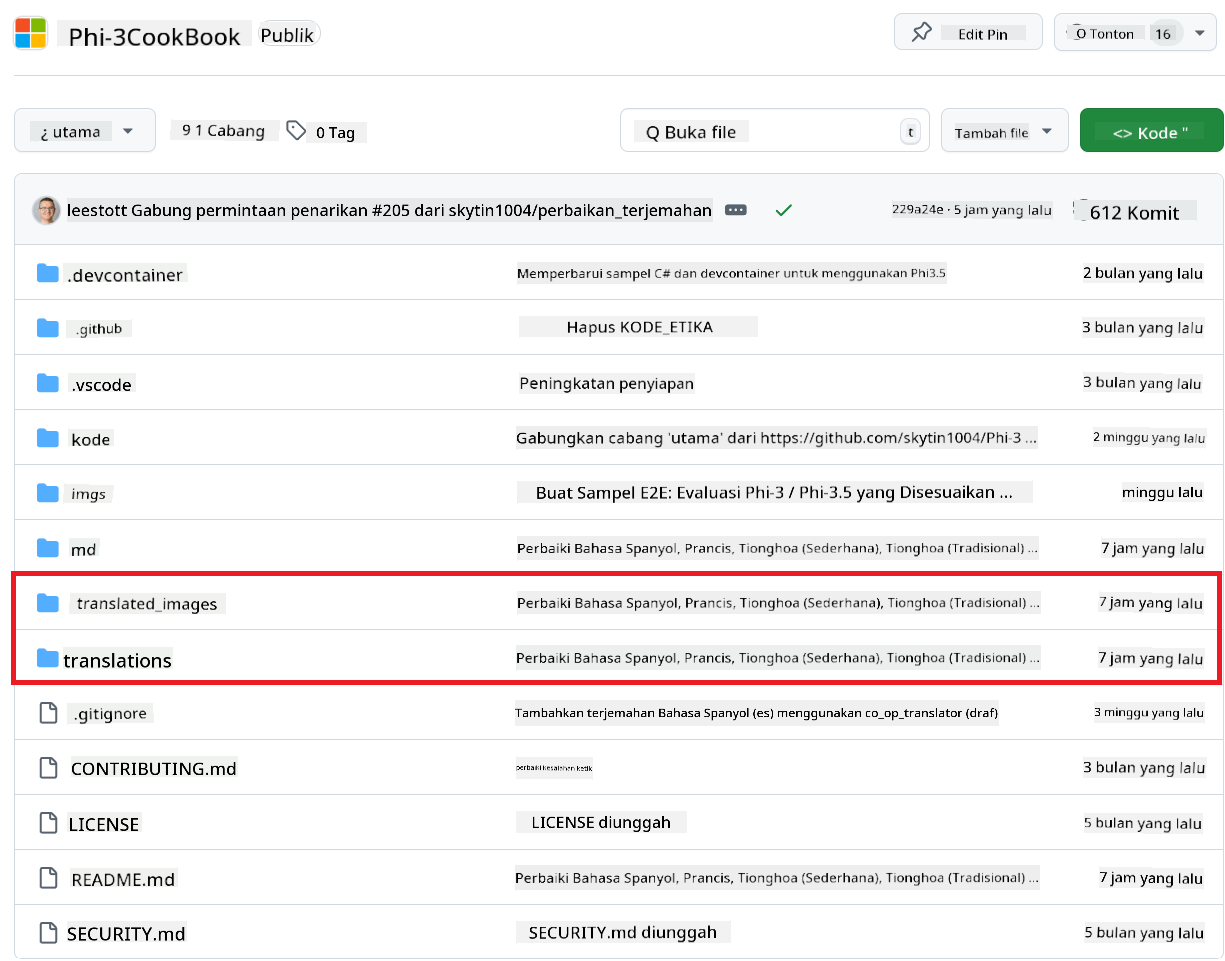 Phi-3CookBook Publik Edit Pin O Tonton 16
¿ utama 9 1 Cabang 0 Tag Q Buka file t Tambah file <> Kode "
leestott Gabung permintaan penarikan #205 dari skytin1004/perbaikan_terjemahan 229a24e · 5 jam yang lalu 612 Komit
.devcontainer Memperbarui sampel C# dan devcontainer untuk menggunakan Phi3.5 2 bulan yang lalu
.github Hapus KODE_ETIKA 3 bulan yang lalu
.vscode Peningkatan penyiapan 3 bulan yang lalu
kode Gabungkan cabang 'utama' dari https://github.com/skytin1004/Phi-3 ... 2 minggu yang lalu
imgs Buat Sampel E2E: Evaluasi Phi-3 / Phi-3.5 yang Disesuaikan ... minggu lalu
md Perbaiki Bahasa Spanyol, Prancis, Tionghoa (Sederhana), Tionghoa (Tradisional) ... 7 jam yang lalu
translated_images Perbaiki Bahasa Spanyol, Prancis, Tionghoa (Sederhana), Tionghoa (Tradisional) ... 7 jam yang lalu
translations Perbaiki Bahasa Spanyol, Prancis, Tionghoa (Sederhana), Tionghoa (Tradisional) ... 7 jam yang lalu
.gitignore Tambahkan terjemahan Bahasa Spanyol (es) menggunakan co_op_translator (draf) 3 minggu yang lalu
CONTRIBUTING.md perbaiki kesalahan ketik 3 bulan yang lalu
LICENSE LICENSE diunggah 5 bulan yang lalu
README.md Perbaiki Bahasa Spanyol, Prancis, Tionghoa (Sederhana), Tionghoa (Tradisional) ... 7 jam yang lalu
SECURITY.md SECURITY.md diunggah 5 bulan yang lalu